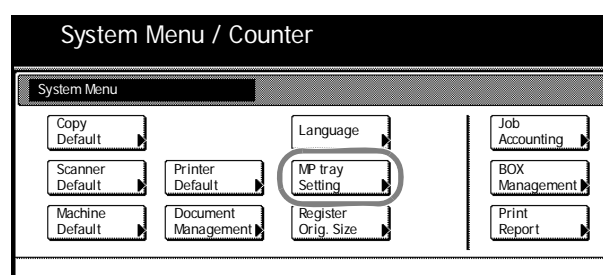 System Menu / Counter
System Menu
Copy
Default
Language
Job
Accounting
Scanner
Default
Printer
Default
MP tray
Setting
BOX
Management
Machine
Default
Document
Management
Register
Orig. Size
Print
Report